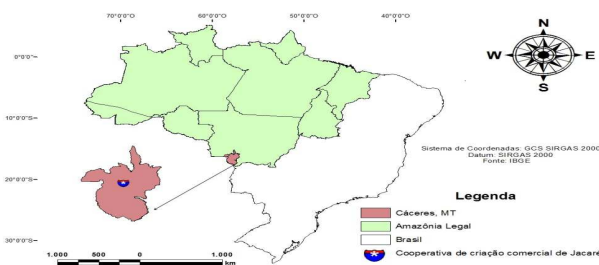 70°0'0"- 60°0'0"- 50°0'0"- 40°0'0"-
N
W E
S
0°0'0"-
10°0'0"S-
20°0'0"S-
30°0'0"S-
Sistema de Coordenadas: GCS SIRGAS 2000
Datum: SIRGAS 2000
Fonte: IBGE
Legenda
Cáceres, MT
Amazônia Legal
Brasil
Cooperativa de criação comercial de Jacaré
1.000 500 0 1.000
km